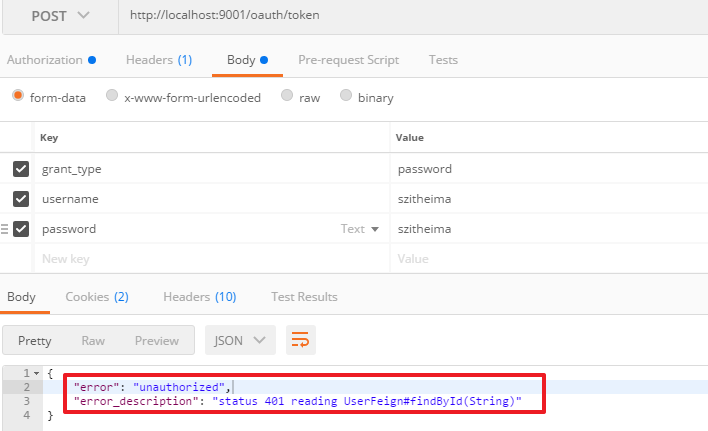 POST http://localhost:9001/oauth/token
Authorization Headers (1) Body Pre-request Script Tests
form-data x-www-form-urlencoded raw binary
Key Value
grant_type password
username szitheima
password Text szitheima
New key Value
Body Cookies (2) Headers (10) Test Results
Pretty Raw Preview JSON
1 {
2 "error": "unauthorized",
3 "error_description": "status 401 reading UserFeign#findById(String)"
4 }